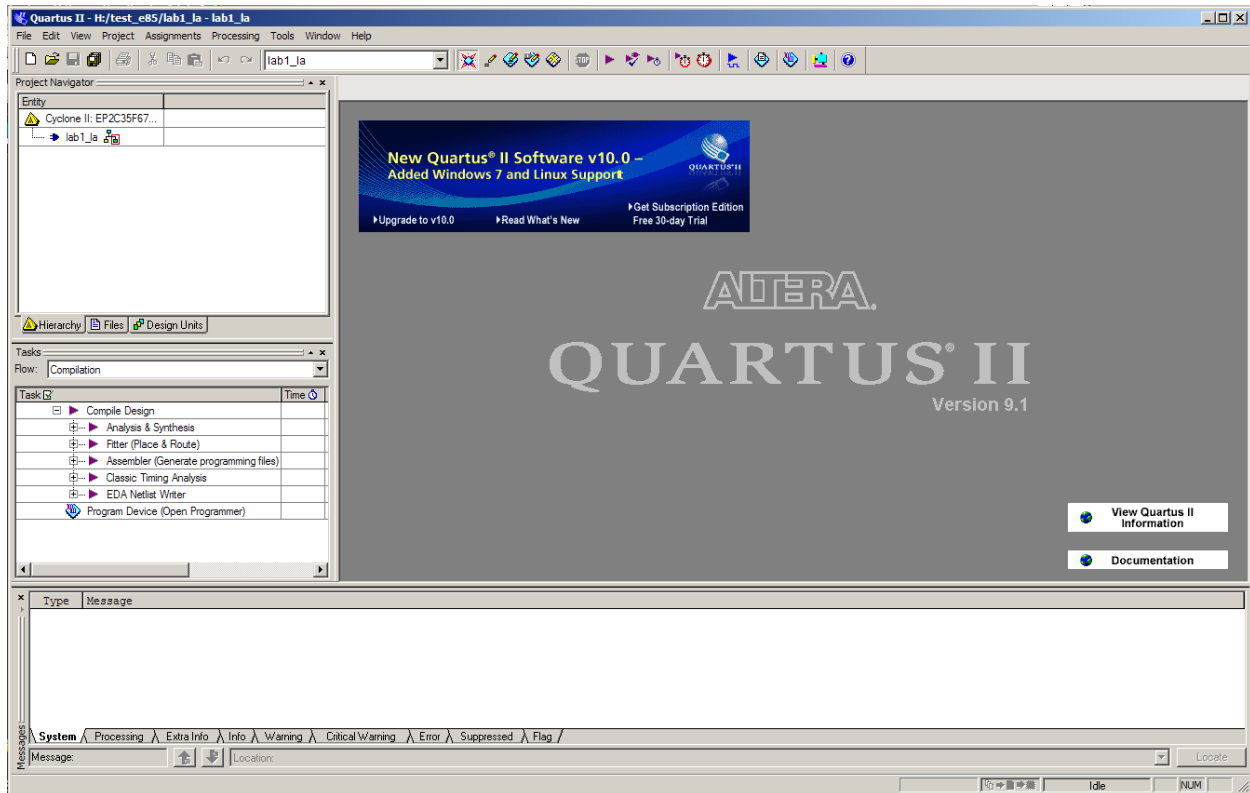 Quartus II - H:/test_e85/lab1_la - lab1_la
File Edit View Project Assignments Processing Tools Window Help
lab1_la
STOP
Project Navigator
Entity
Cyclone II: EP2C35F67...
lab1_la
Hierarchy Files Design Units
Tasks
Flow: Compilation
Task Time
Compile Design
Analysis & Synthesis
Fitter (Place & Route)
Assembler (Generate programming files)
Classic Timing Analysis
EDA Netlist Writer
Program Device (Open Programmer)
New Quartus® II Software v10.0 –
Added Windows 7 and Linux Support
QUARTUS®II
Upgrade to v10.0 Read What's New Get Subscription Edition
Free 30-day Trial
ALTERA.
QUARTUS® II
Version 9.1
View Quartus II
Information
Documentation
Type Message
Messages
System Processing Extra Info Info Warning Critical Warning Error Suppressed Flag
Message: Location: Locate
Idle NUM